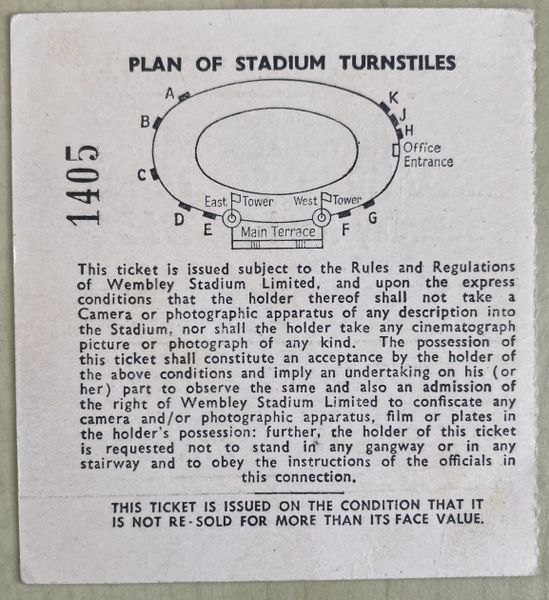 PLAN OF STADIUM TURNSTILES
A
B
C
D
E
F
G
H
J
K
Office
Entrance
East Tower
West Tower
Main Terrace
1405
This ticket is issued subject to the Rules and Regulations
of Wembley Stadium Limited, and upon the express
conditions that the holder thereof shall not take a
Camera or photographic apparatus of any description into
the Stadium, nor shall the holder take any cinematograph
picture or photograph of any kind. The possession of
this ticket shall constitute an acceptance by the holder of
the above conditions and imply an undertaking on his (or
her) part to observe the same and also an admission of
the right of Wembley Stadium Limited to confiscate any
camera and/or photographic apparatus, film or plates in
the holder's possession: further, the holder of this ticket
is requested not to stand in any gangway or in any
stairway and to obey the instructions of the officials in
this connection.
THIS TICKET IS ISSUED ON THE CONDITION THAT IT
IS NOT RE-SOLD FOR MORE THAN ITS FACE VALUE.